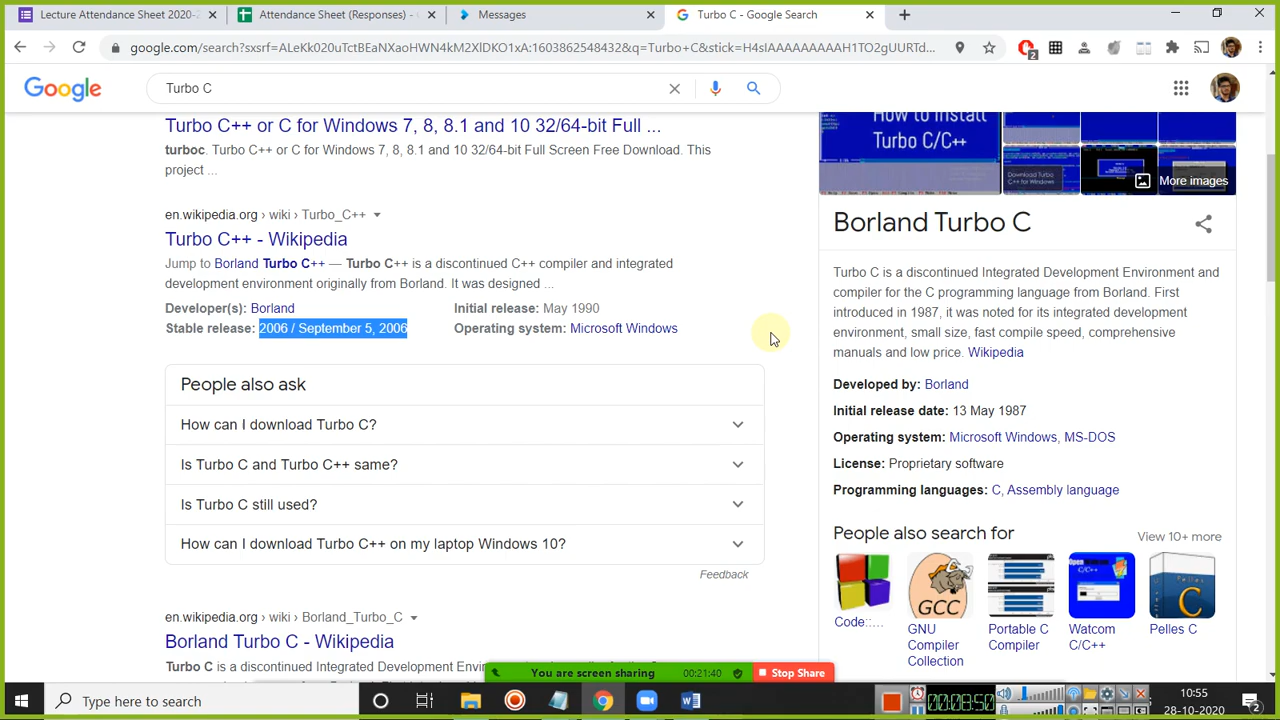 Lecture Attendance Sheet 2020-2
Attendance Sheet (Responses) -
Messages
Turbo C - Google Search
google.com/search?sxsrf=ALeKk02uTctBEaNXaoHWN4kM2XlDKO1xA:1603862548432&q=Turbo+C&stick=H4sIAAAAAAAAAH1TO2gUURTd...
2
Google
Turbo C
Turbo C++ or C for Windows 7, 8, 8.1 and 10 32/64-bit Full ...
turboc. Turbo C++ or C for Windows 7, 8, 8.1 and 10 32/64-bit Full Screen Free Download. This
project ...
en.wikipedia.org › wiki › Turbo_C++
Turbo C++ - Wikipedia
Jump to Borland Turbo C++ — Turbo C++ is a discontinued C++ compiler and integrated
development environment originally from Borland. It was designed ...
Developer(s): Borland
Initial release: May 1990
Stable release: 2006 / September 5, 2006
Operating system: Microsoft Windows
People also ask
How can I download Turbo C?
Is Turbo C and Turbo C++ same?
Is Turbo C still used?
How can I download Turbo C++ on my laptop Windows 10?
Feedback
en.wikipedia.org › wiki › Borland_Turbo_C
Borland Turbo C - Wikipedia
How to Install
Turbo C/C++
Download Turbo
C++ for Windows
More images
Borland Turbo C
Turbo C is a discontinued Integrated Development Environment and
compiler for the C programming language from Borland. First
introduced in 1987, it was noted for its integrated development
environment, small size, fast compile speed, comprehensive
manuals and low price. Wikipedia
Developed by: Borland
Initial release date: 13 May 1987
Operating system: Microsoft Windows, MS-DOS
License: Proprietary software
Programming languages: C, Assembly language
People also search for
View 10+ more
GCC
C
Code::...
GNU
Compiler
Collection
Portable C
Compiler
Watcom
C/C++
Pelles C
Turbo C is a discontinued Integrated Development
You are screen sharing
00:21:40
Stop Share
Type here to search
00:08:50
10:55
28-10-2020
2